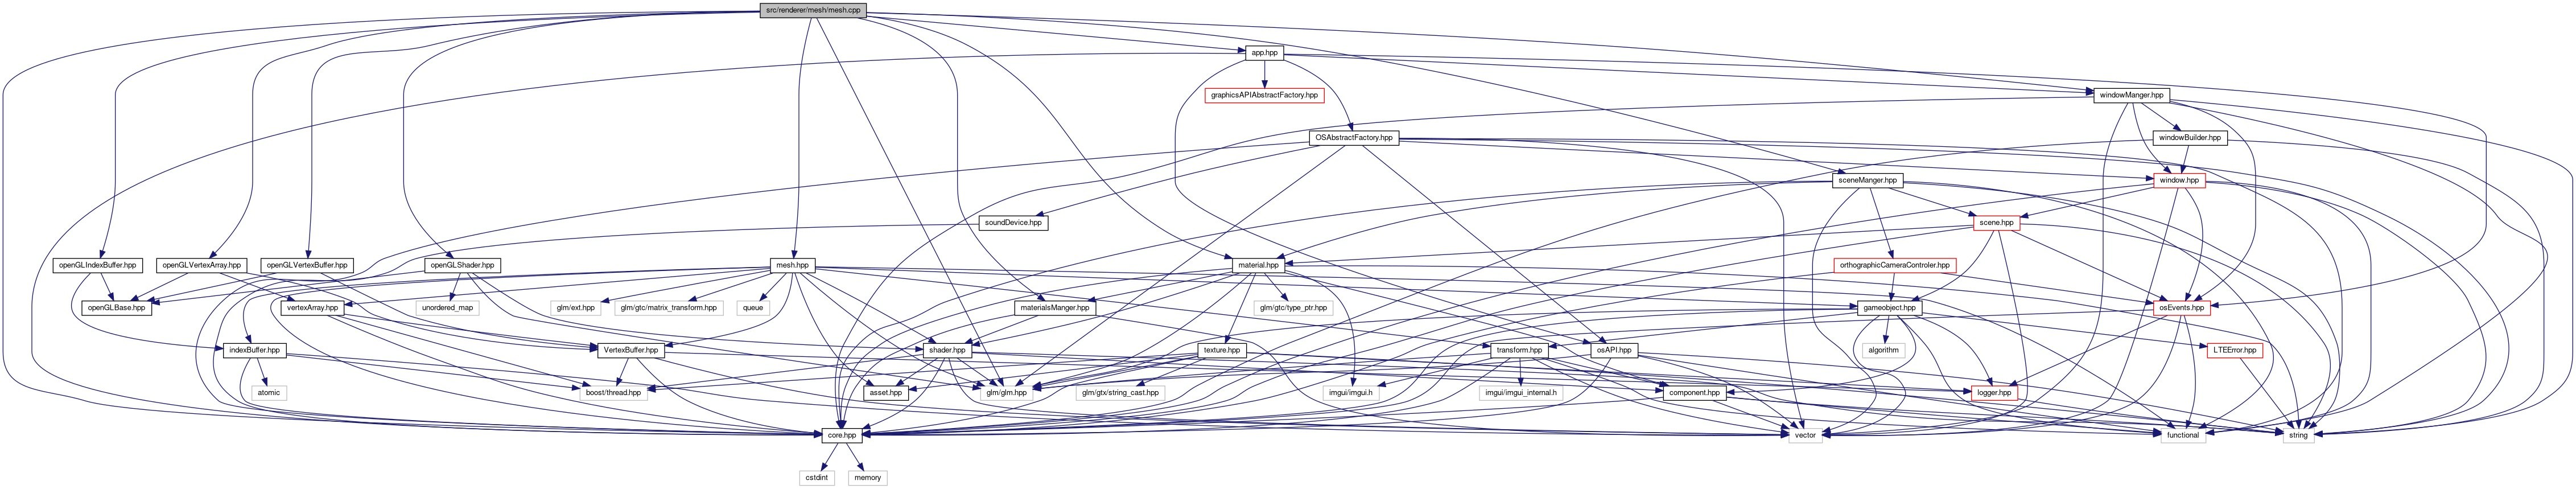 src/renderer/mesh/mesh.cpp
app.hpp
graphicsAPIAbstractFactory.hpp
windowManger.hpp
OSAbstractFactory.hpp
windowBuilder.hpp
sceneManger.hpp
window.hpp
soundDevice.hpp
scene.hpp
openGLIndexBuffer.hpp
openGLVertexArray.hpp
openGLVertexBuffer.hpp
openGLShader.hpp
mesh.hpp
material.hpp
orthographicCameraControler.hpp
openGLBase.hpp
vertexArray.hpp
unordered_map
glm/ext.hpp
glm/gtc/matrix_transform.hpp
queue
materialsManger.hpp
glm/gtc/type_ptr.hpp
gameobject.hpp
osEvents.hpp
indexBuffer.hpp
VertexBuffer.hpp
shader.hpp
texture.hpp
transform.hpp
osAPI.hpp
algorithm
LTEError.hpp
atomic
boost/thread.hpp
asset.hpp
glm/glm.hpp
glm/gtx/string_cast.hpp
imgui/imgui.h
imgui/imgui_internal.h
component.hpp
logger.hpp
core.hpp
vector
functional
string
cstdint
memory